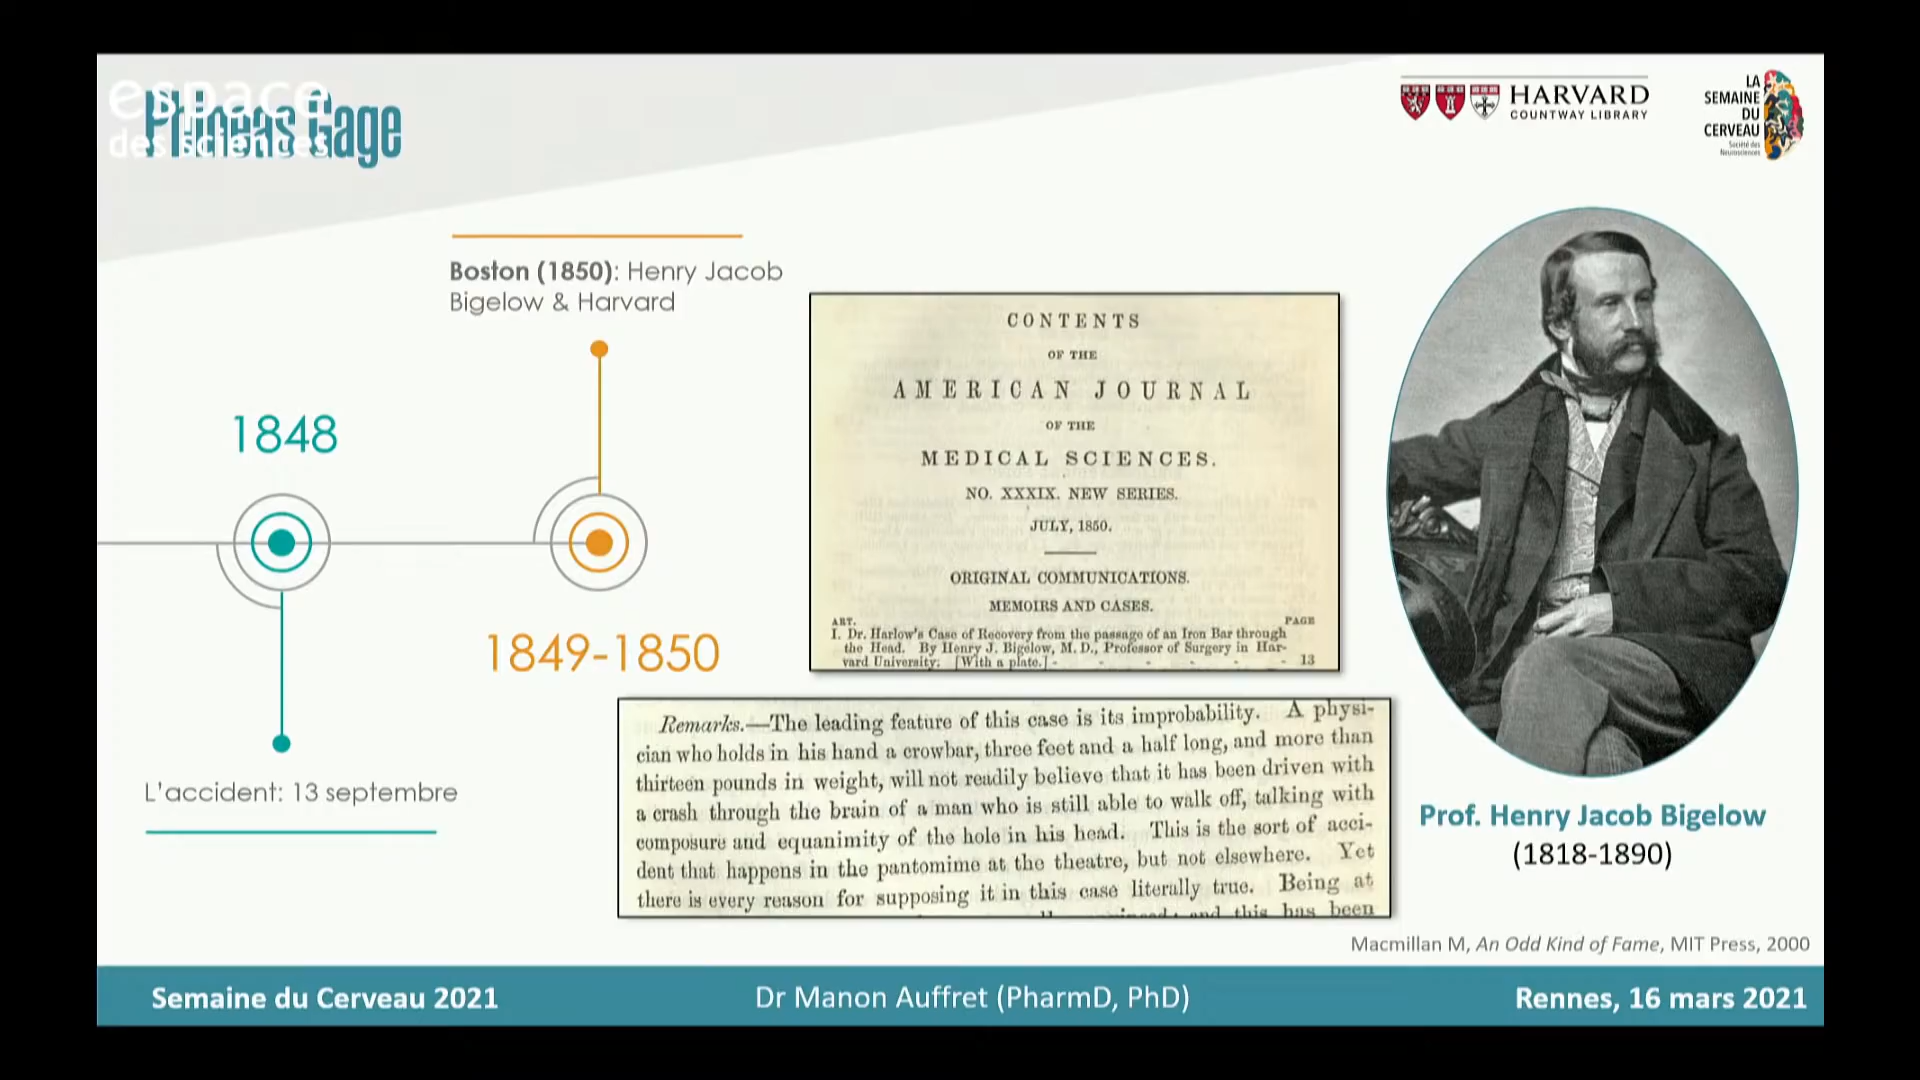 espace
des sciences
Phineas Gage
HARVARD
COUNTWAY LIBRARY
LA
SEMAINE
DU
CERVEAU
Société des
Neurosciences
Boston (1850): Henry Jacob
Bigelow & Harvard
1848
1849-1850
L'accident: 13 septembre
CONTENTS
OF THE
AMERICAN JOURNAL
OF THE
MEDICAL SCIENCES.
NO. XXXIX. NEW SERIES.
JULY, 1850.
ORIGINAL COMMUNICATIONS.
MEMOIRS AND CASES.
ART. PAGE
I. Dr. Harlow's Case of Recovery from the passage of an Iron Bar through
the Head. By Henry J. Bigelow, M. D., Professor of Surgery in Har-
vard University. [With a plate.] - - - - - - 13
Remarks.—The leading feature of this case is its improbability. A physi-
cian who holds in his hand a crowbar, three feet and a half long, and more than
thirteen pounds in weight, will not readily believe that it has been driven with
a crash through the brain of a man who is still able to walk off, talking with
composure and equanimity of the hole in his head. This is the sort of acci-
dent that happens in the pantomime at the theatre, but not elsewhere. Yet
there is every reason for supposing it in this case literally true. Being at
and this has been
Prof. Henry Jacob Bigelow
(1818-1890)
Macmillan M, An Odd Kind of Fame, MIT Press, 2000
Semaine du Cerveau 2021
Dr Manon Auffret (PharmD, PhD)
Rennes, 16 mars 2021